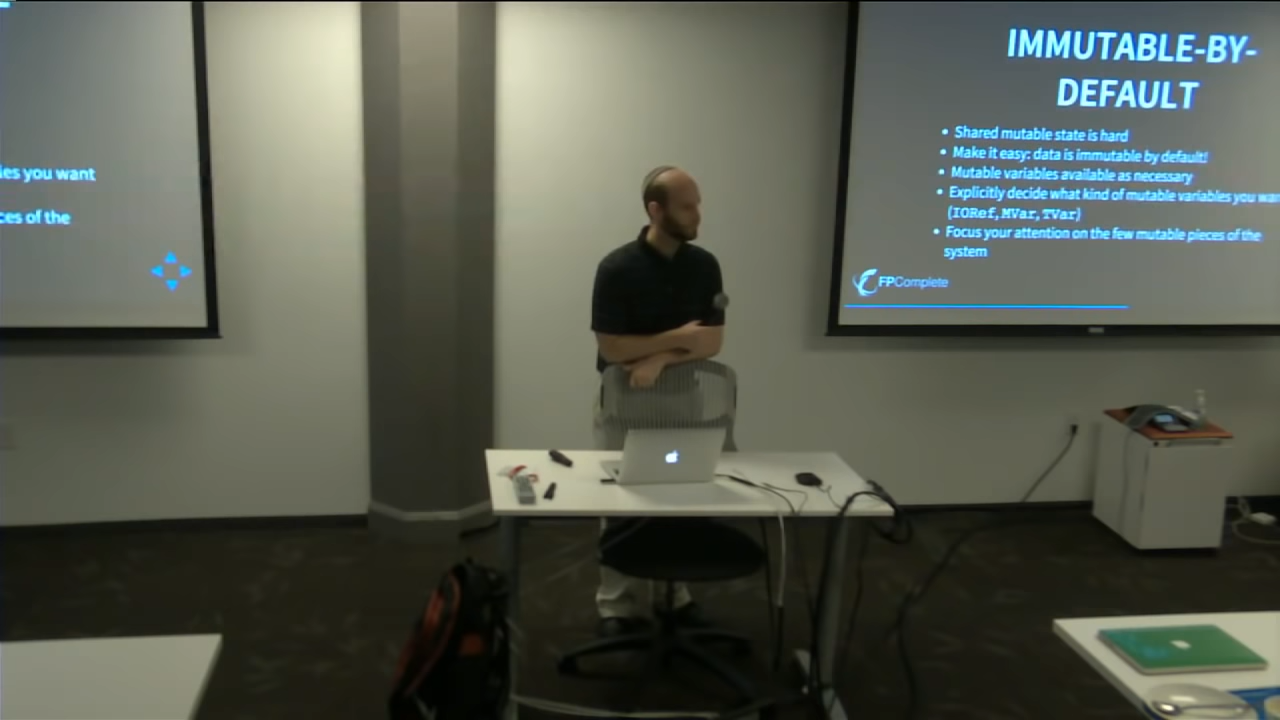 les you want
ces of the
IMMUTABLE-BY-
DEFAULT
• Shared mutable state is hard
• Make it easy: data is immutable by default!
• Mutable variables available as necessary
• Explicitly decide what kind of mutable variables you wa
(IORef, MVar, TVar)
• Focus your attention on the few mutable pieces of the
system
FPComplete